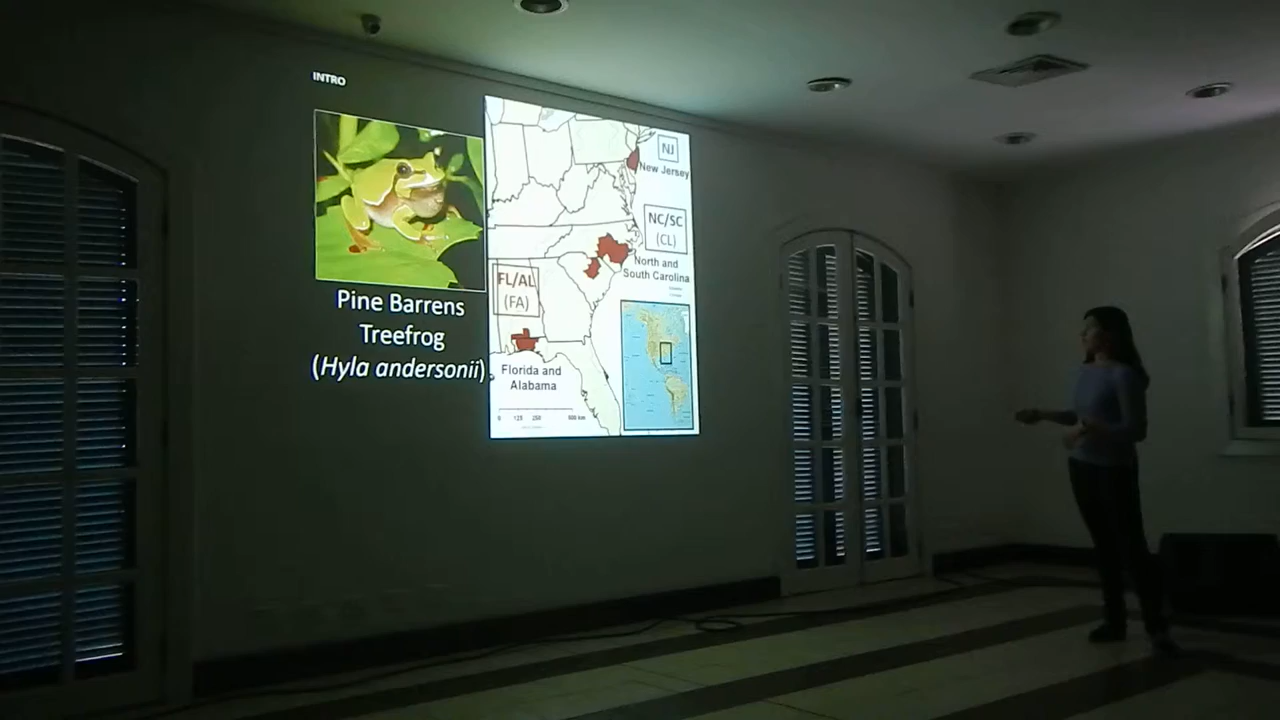 INTRO
Pine Barrens
Treefrog
(Hyla andersonii)
NJ
New Jersey
NC/SC
(CL)
North and
South Carolina
FL/AL
(FA)
Florida and
Alabama
0 125 250 500 km